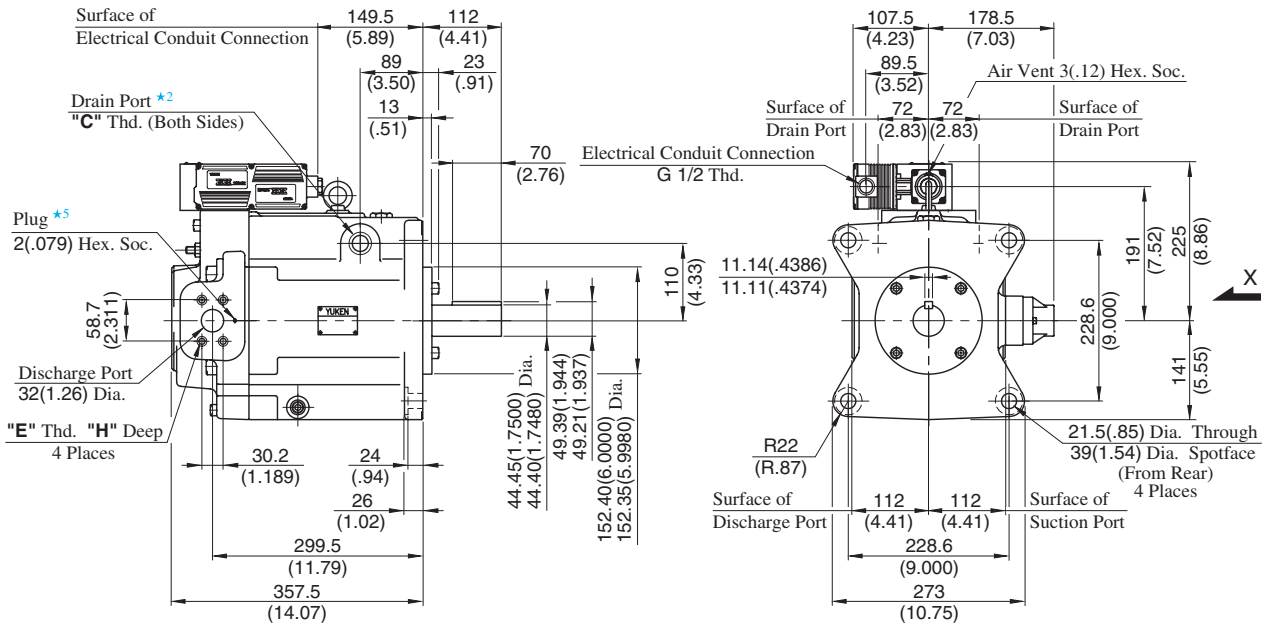 Surface of
Electrical Conduit Connection
149.5
(5.89)
112
(4.41)
89
(3.50)
23
(.91)
13
(.51)
Drain Port ★2
"C" Thd. (Both Sides)
70
(2.76)
Plug ★5
2(.079) Hex. Soc.
58.7
(2.311)
YUKEN
110
(4.33)
Discharge Port
32(1.26) Dia.
"E" Thd. "H" Deep
4 Places
30.2
(1.189)
24
(.94)
26
(1.02)
299.5
(11.79)
357.5
(14.07)
44.45(1.7500)
44.40(1.7480)
Dia.
49.39(1.944)
49.21(1.937)
152.40(6.0000)
152.35(5.9980)
Dia.
107.5
(4.23)
178.5
(7.03)
89.5
(3.52)
Air Vent 3(.12) Hex. Soc.
Surface of
Drain Port
72
(2.83)
72
(2.83)
Surface of
Drain Port
Electrical Conduit Connection
G 1/2 Thd.
11.14(.4386)
11.11(.4374)
191
(7.52)
225
(8.86)
X
228.6
(9.000)
141
(5.55)
R22
(R.87)
21.5(.85) Dia. Through
39(1.54) Dia. Spotface
(From Rear)
4 Places
Surface of
Discharge Port
112
(4.41)
112
(4.41)
Surface of
Suction Port
228.6
(9.000)
273
(10.75)